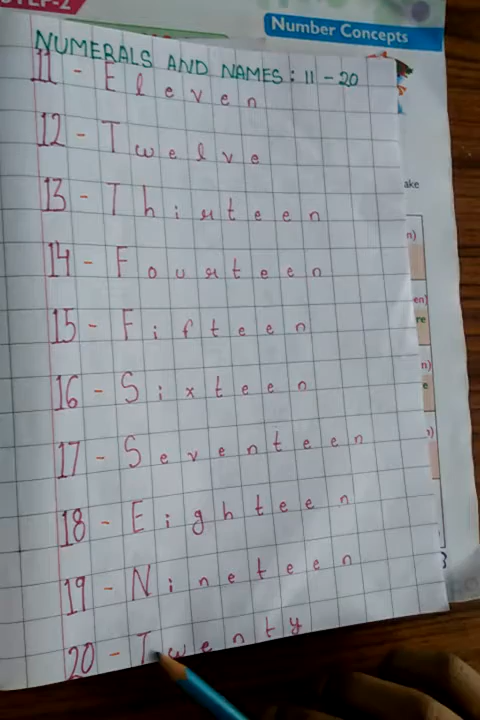 Number Concepts
NUMERALS AND NAMES: 11 - 20
11 - Eleven
12 - Twelve
13 - Thirteen
14 - Fourteen
15 - Fifteen
16 - Sixteen
17 - Seventeen
18 - Eighteen
19 - Nineteen
20 - Twenty